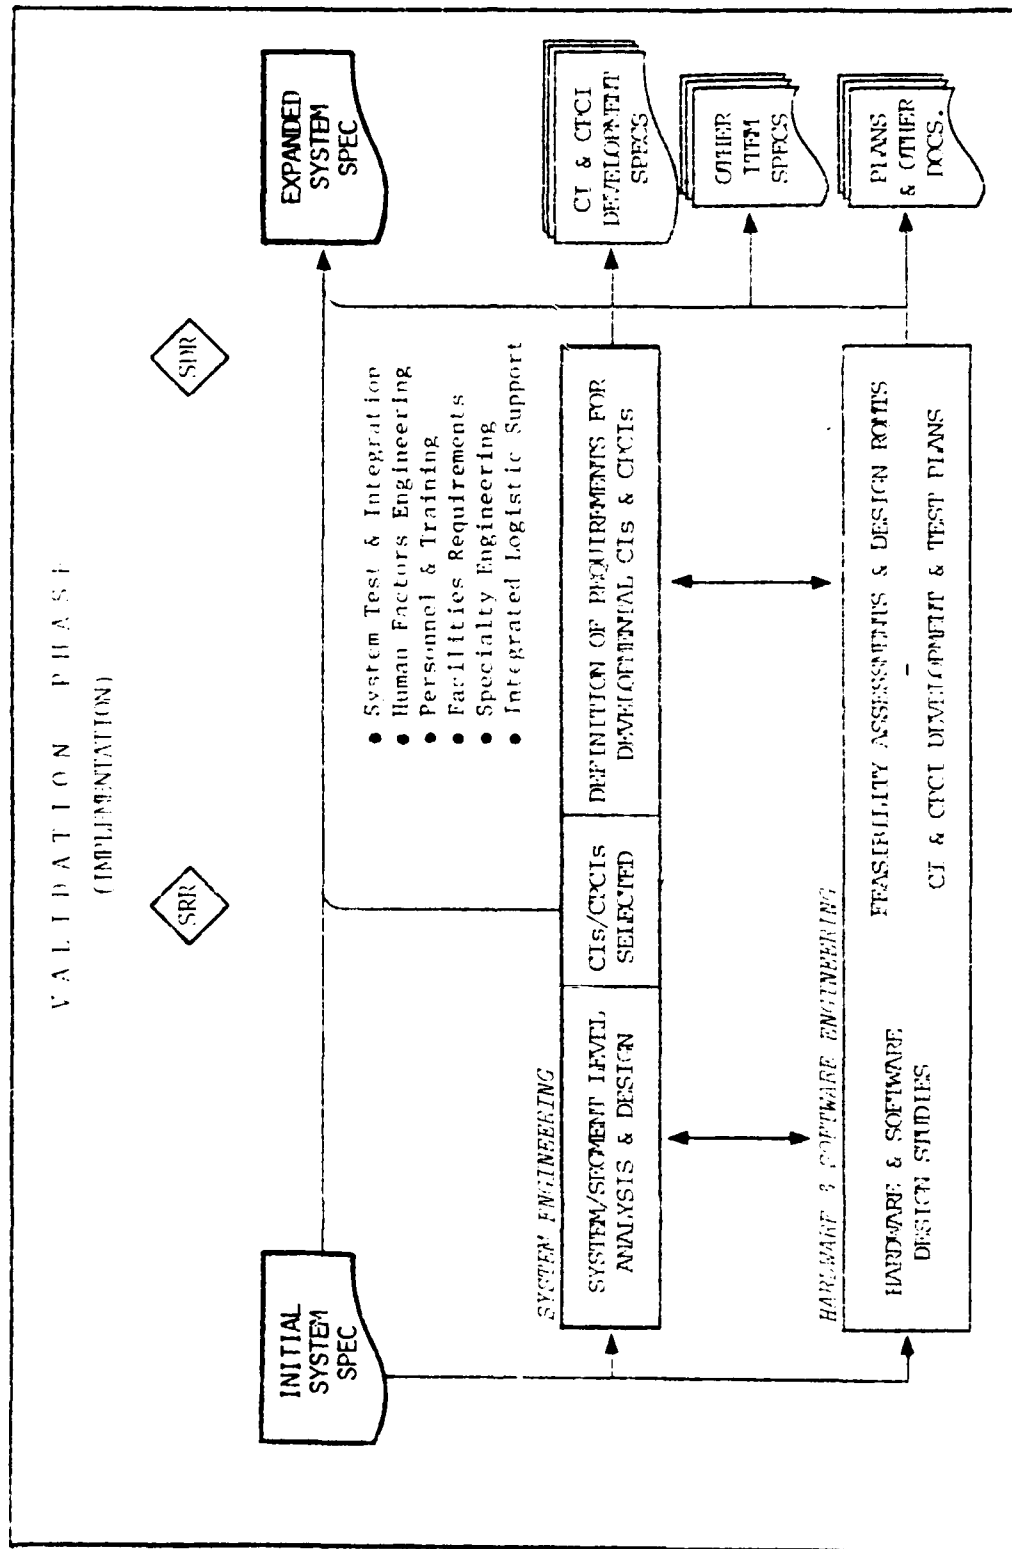 VALIDATION PHASE
(IMPLEMENTATION)
SRR
SDR
INITIAL
SYSTEM
SPEC
EXPANDED
SYSTEM
SPEC
● System Test & Integration
● Human Factors Engineering
● Personnel & Training
● Facilities Requirements
● Specialty Engineering
● Integrated Logistic Support
SYSTEM ENGINEERING
SYSTEM/SEGMENT LEVEL
ANALYSIS & DESIGN
CIs/CPCIs
SELECTED
DEFINITION OF REQUIREMENTS FOR
DEVELOPMENTAL CIs & CPCIs
CI & CPCI
DEVELOPMENT
SPECS
OTHER
ITEM
SPECS
HARDWARE & SOFTWARE ENGINEERING
HARDWARE & SOFTWARE
DESIGN STUDIES
FEASIBILITY ASSESSMENTS & DESIGN RQMTS
CI & CPCI DEVELOPMENT & TEST PLANS
PLANS
& OTHER
DOCS.